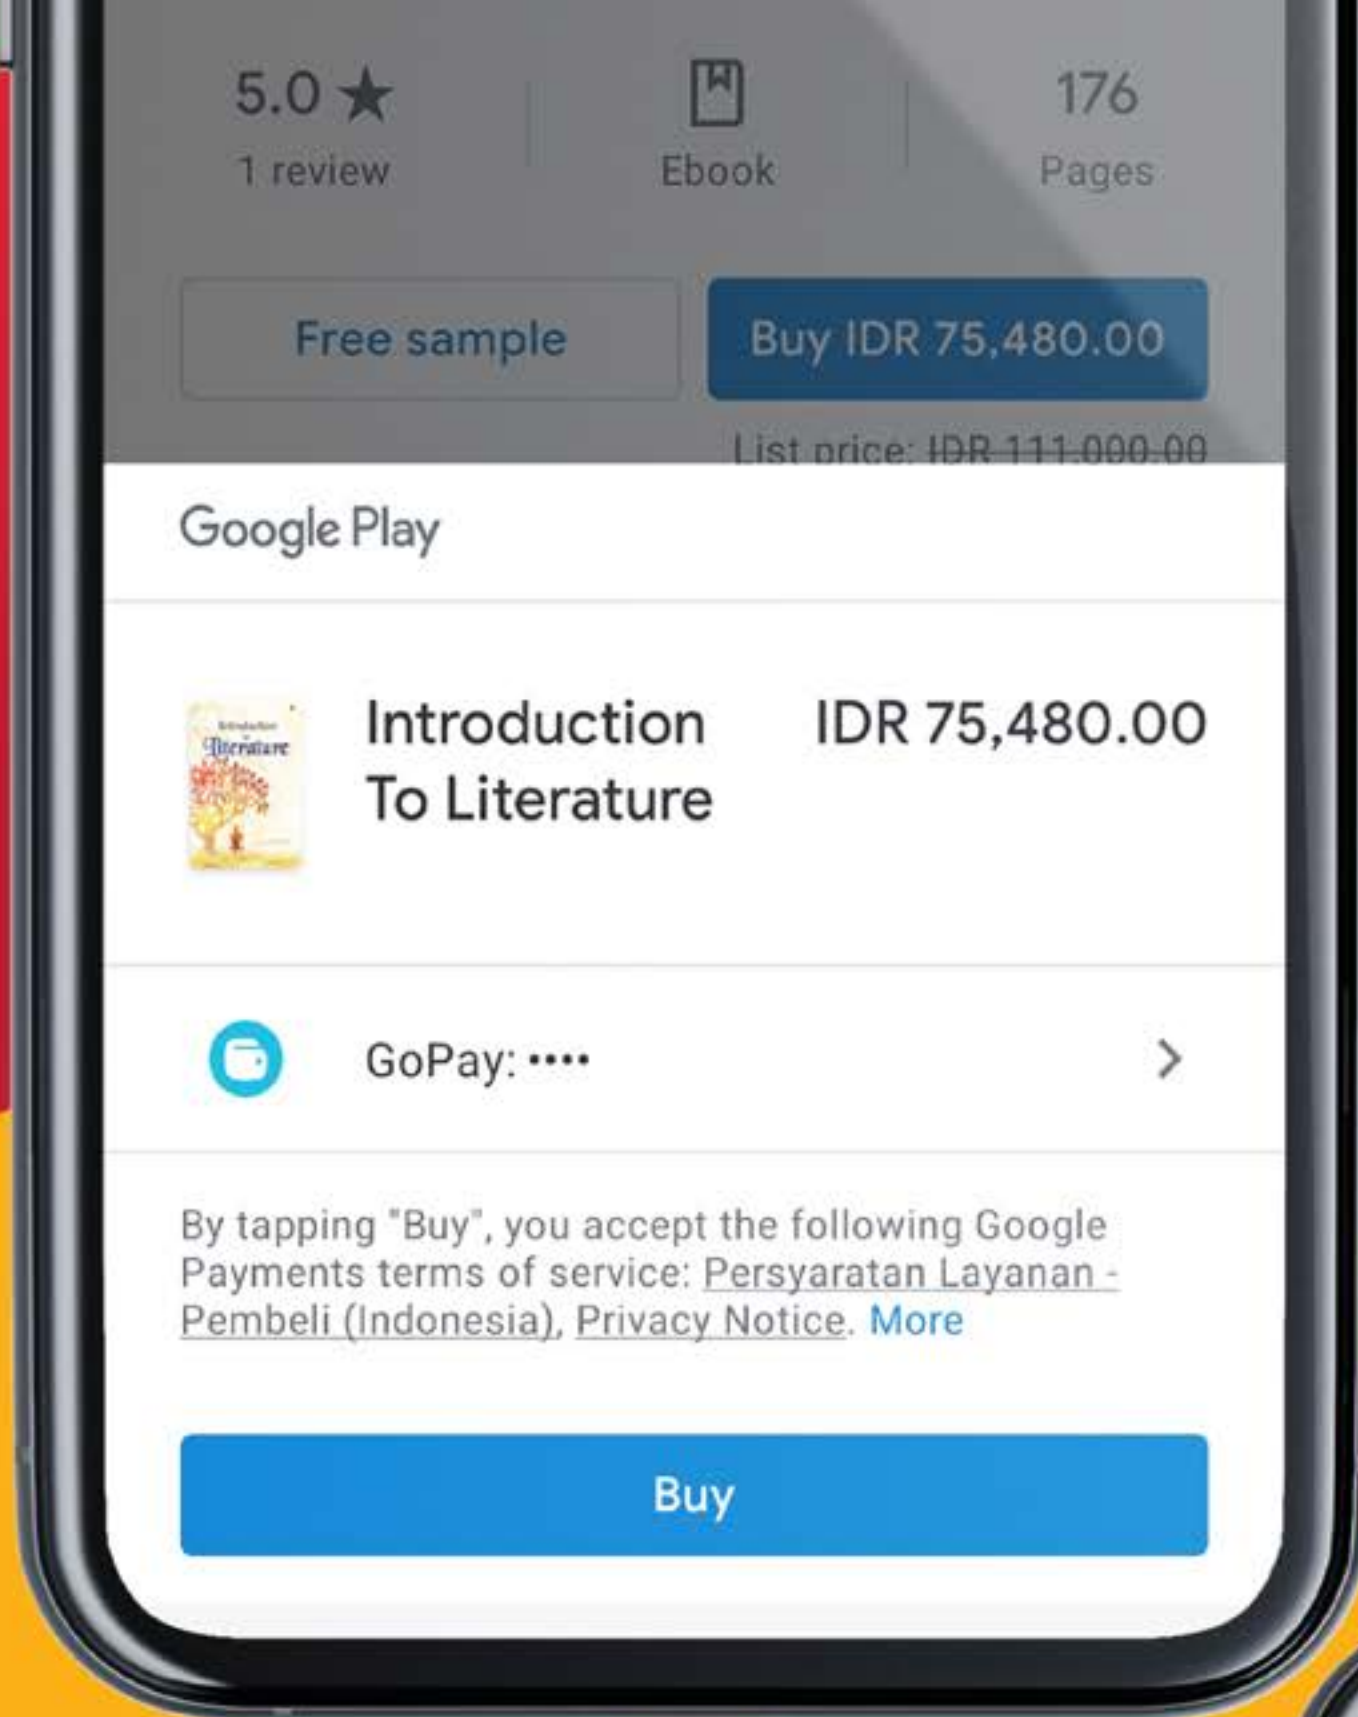 5.0 ★
1 review
Ebook
176
Pages
Free sample
Buy IDR 75,480.00
List price: IDR 111,000.00
Google Play
Introduction
Literature
Introduction
To Literature
IDR 75,480.00
GoPay: ••••
By tapping "Buy", you accept the following Google
Payments terms of service: Persyaratan Layanan -
Pembeli (Indonesia), Privacy Notice. More
Buy